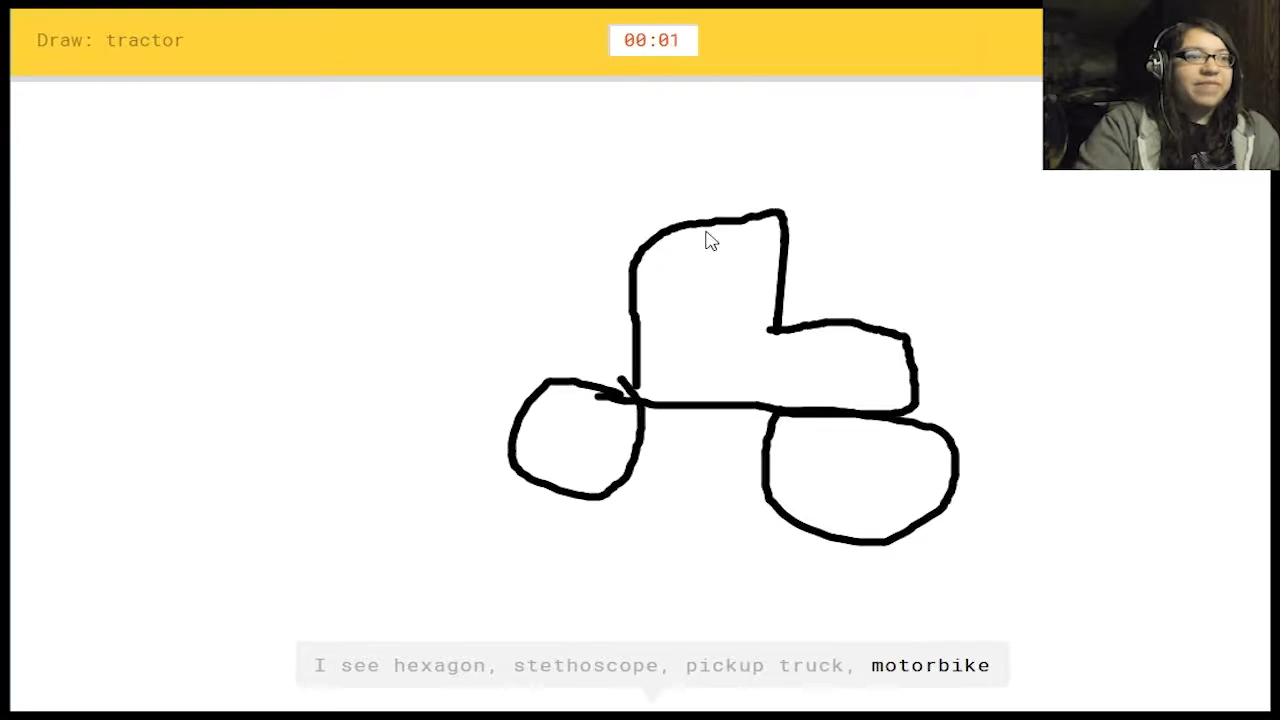 Draw: tractor
00:01
I see hexagon, stethoscope, pickup truck, motorbike